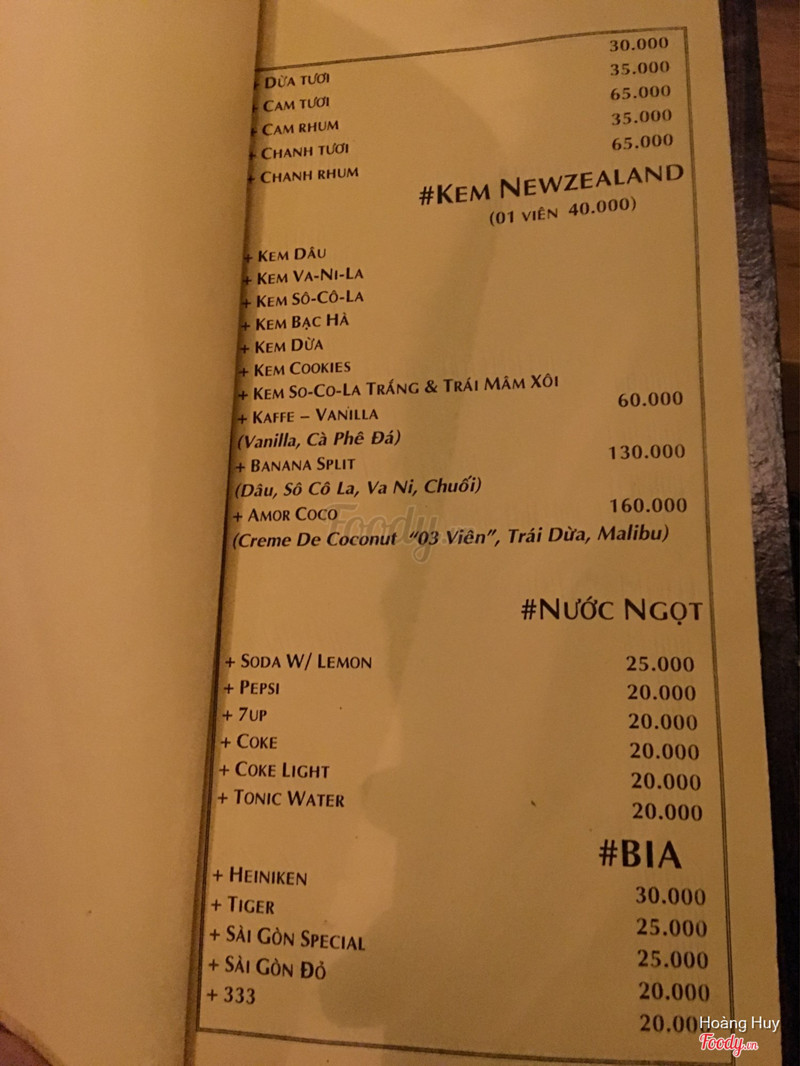 + DỪA TƯƠI 30.000
+ CAM TƯƠI 35.000
+ CAM RHUM 65.000
+ CHANH TƯƠI 35.000
+ CHANH RHUM 65.000
#KEM NEWZEALAND
(01 VIÊN 40.000)
+ KEM DÂU
+ KEM VA-NI-LA
+ KEM SÔ-CÔ-LA
+ KEM BẠC HÀ
+ KEM DỪA
+ KEM COOKIES
+ KEM SO-CO-LA TRẮNG & TRÁI MÂM XÔI
+ KAFFE – VANILLA 60.000
(Vanilla, Cà Phê Đá)
+ BANANA SPLIT 130.000
(Dâu, Sô Cô La, Va Ni, Chuối)
+ AMOR COCO 160.000
(Creme De Coconut "03 Viên", Trái Dừa, Malibu)
Foody.vn
#NƯỚC NGỌT
+ SODA W/ LEMON 25.000
+ PEPSI 20.000
+ 7UP 20.000
+ COKE 20.000
+ COKE LIGHT 20.000
+ TONIC WATER 20.000
#BIA
+ HEINIKEN 30.000
+ TIGER 25.000
+ SÀI GÒN SPECIAL 25.000
+ SÀI GÒN ĐỎ 20.000
+ 333 20.000
Hoàng Huy
Foody.vn